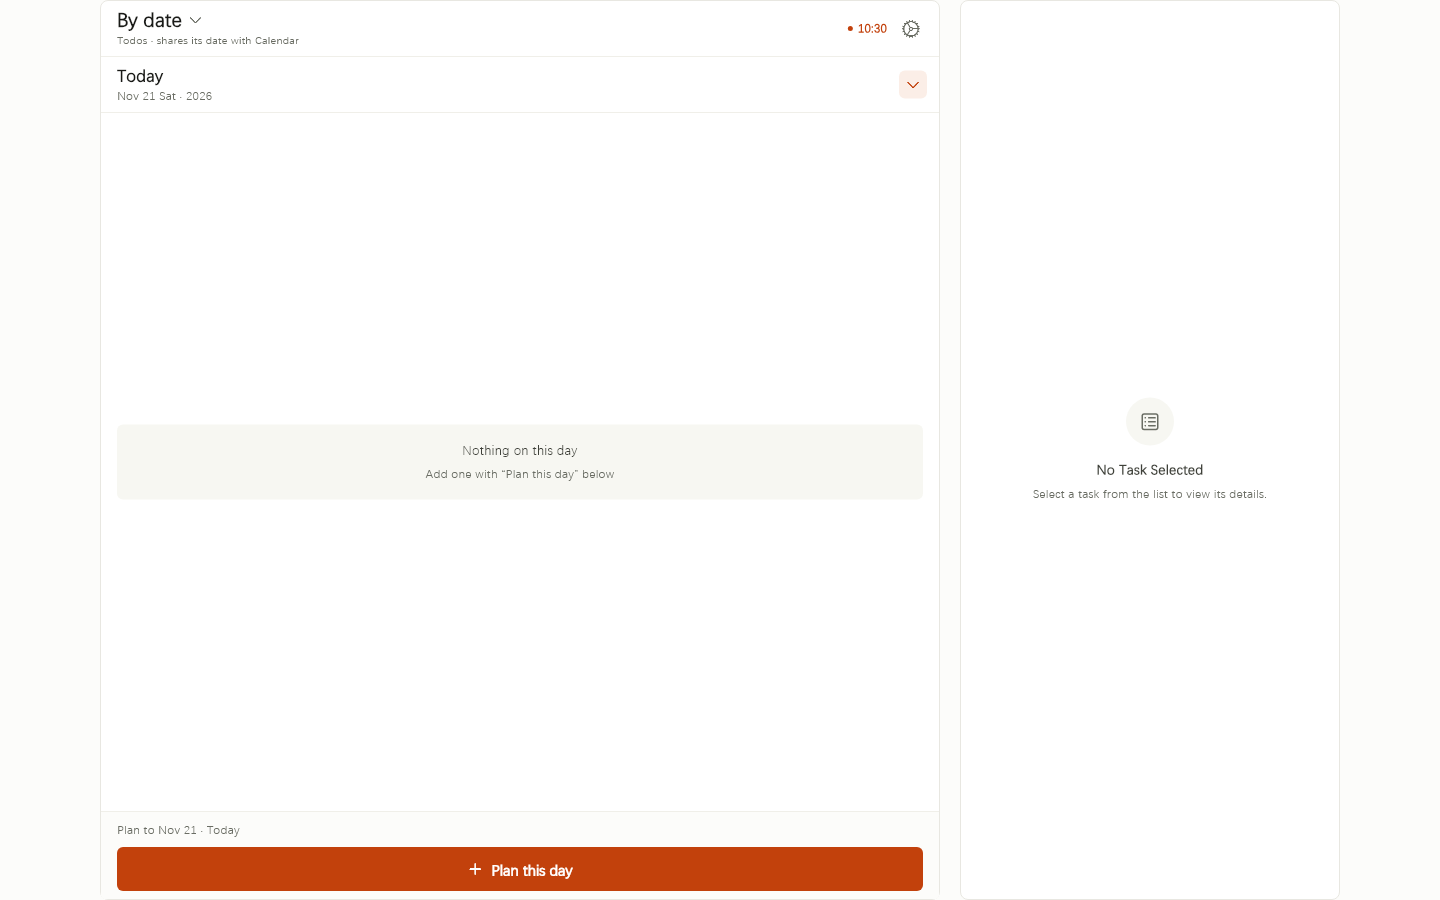 By date
Todos · shares its date with Calendar
10:30
Today
Nov 21 Sat · 2026
Nothing on this day
Add one with “Plan this day” below
Plan to Nov 21 · Today
Plan this day
No Task Selected
Select a task from the list to view its details.